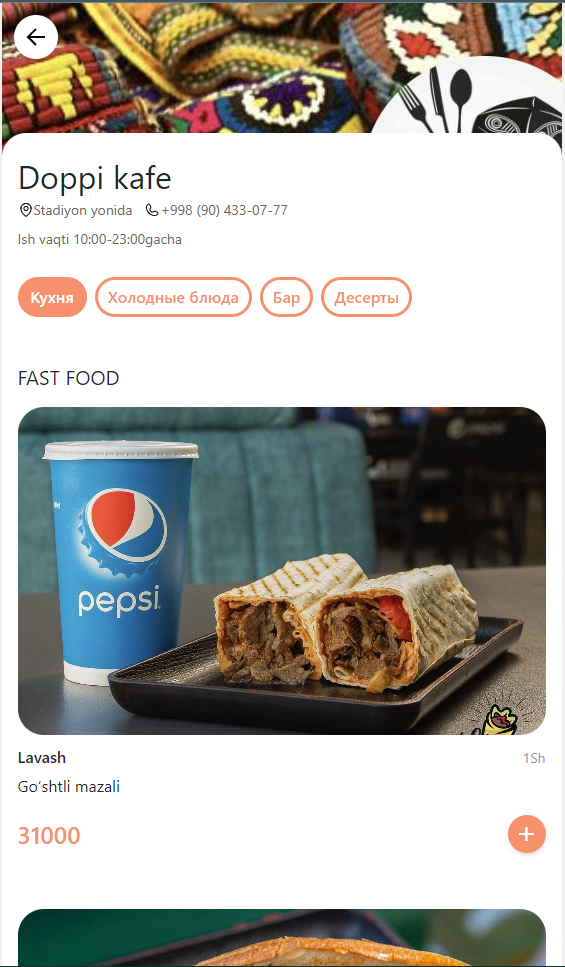 Doppi kafe
Stadiyon yonida +998 (90) 433-07-77
Ish vaqti 10:00-23:00gacha
Кухня Холодные блюда Бар Десерты
FAST FOOD
pepsi
Lavash 1Sh
Go‘shtli mazali
31000